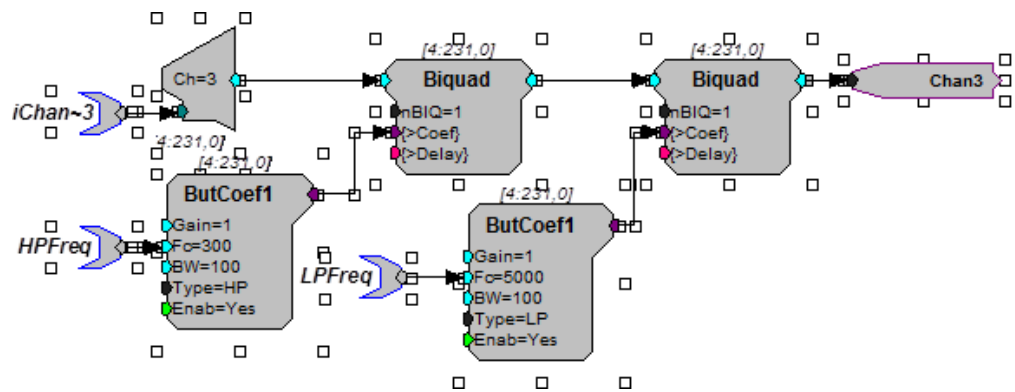 [4:231,0]
[4:231,0]
Ch=3
Biquad
Biquad
Chan3
iChan~3
nBIQ=1
{>Coef}
{>Delay}
nBIQ=1
{>Coef}
{>Delay}
[4:231,0]
[4:231,0]
ButCoef1
Gain=1
Fc=300
BW=100
Type=HP
Enab=Yes
HPFreq
[4:231,0]
ButCoef1
Gain=1
Fc=5000
BW=100
Type=LP
Enab=Yes
LPFreq